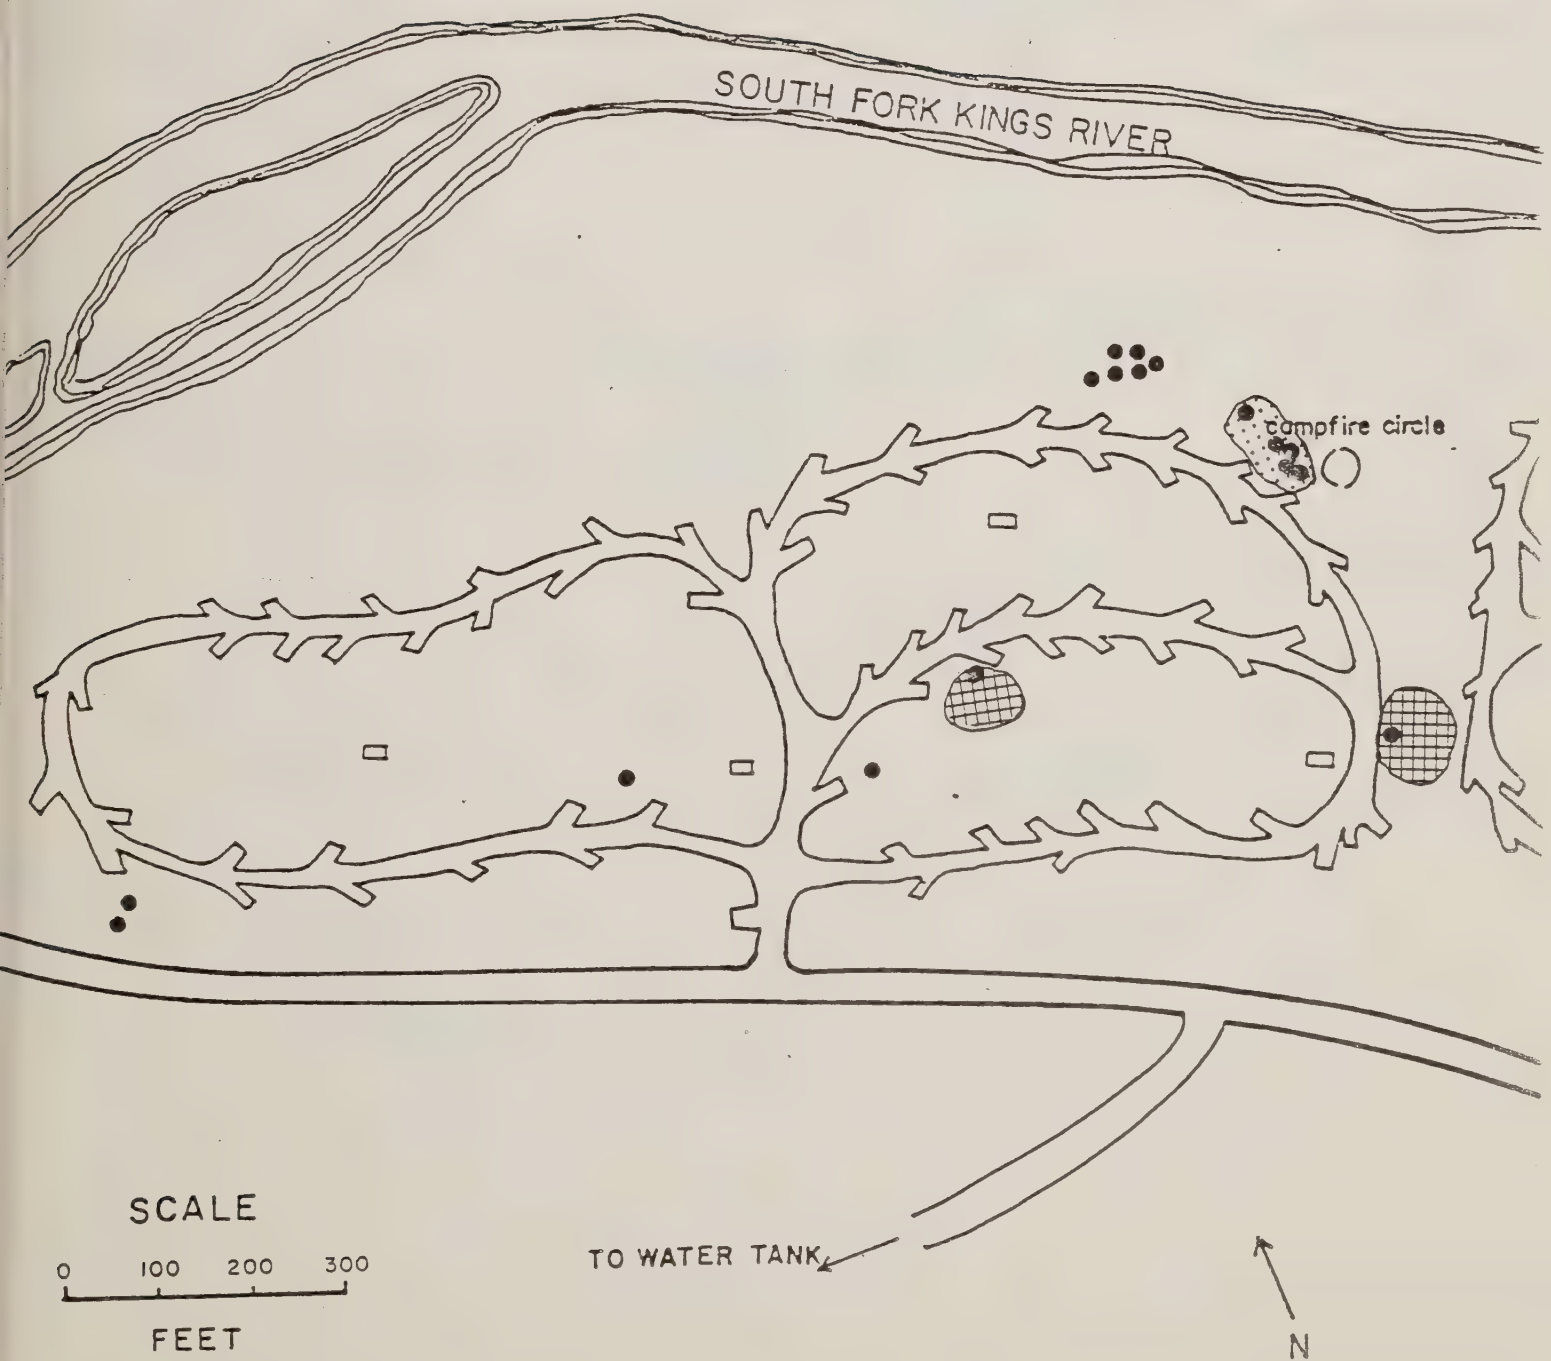 SOUTH FORK KINGS RIVER
campfire circle
SCALE
0 100 200 300
FEET
TO WATER TANK
N